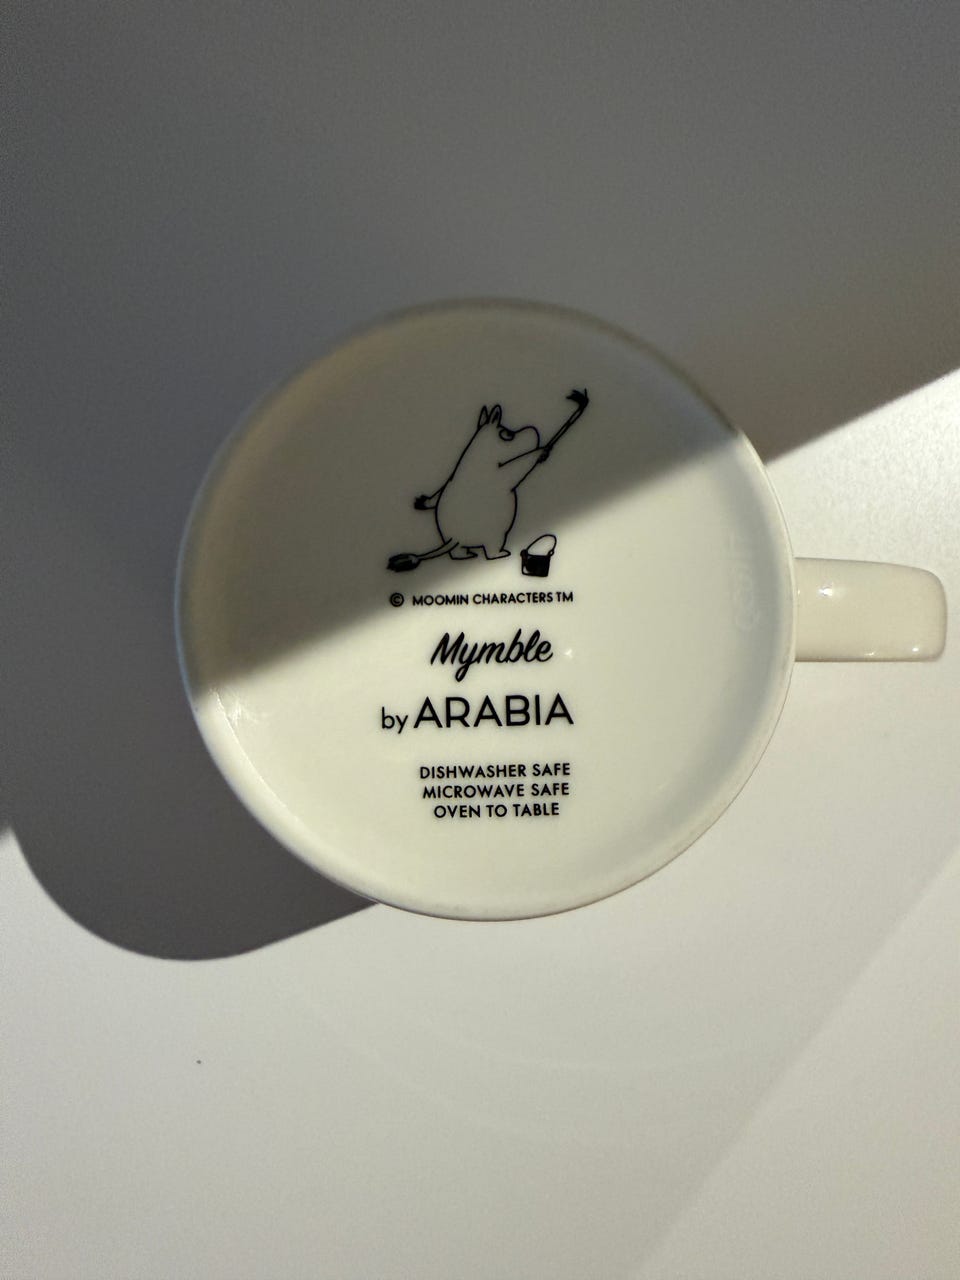 © MOOMIN CHARACTERS TM
Mymble
by ARABIA
DISHWASHER SAFE
MICROWAVE SAFE
OVEN TO TABLE